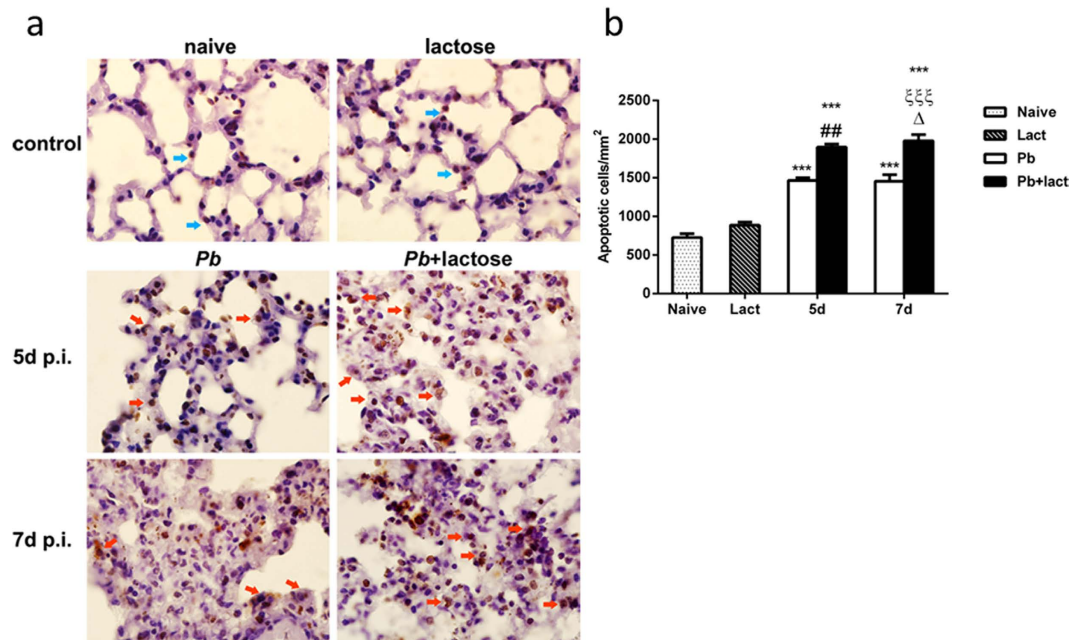 a
naive
lactose
control
Pb
Pb+lactose
5d p.i.
7d p.i.
b
***
***
ξξξ
##
Δ
***
***
2500
2000
1500
1000
500
0
Apoptotic cells/mm²
Naive
Lact
5d
7d
Naive
Lact
Pb
Pb+lact